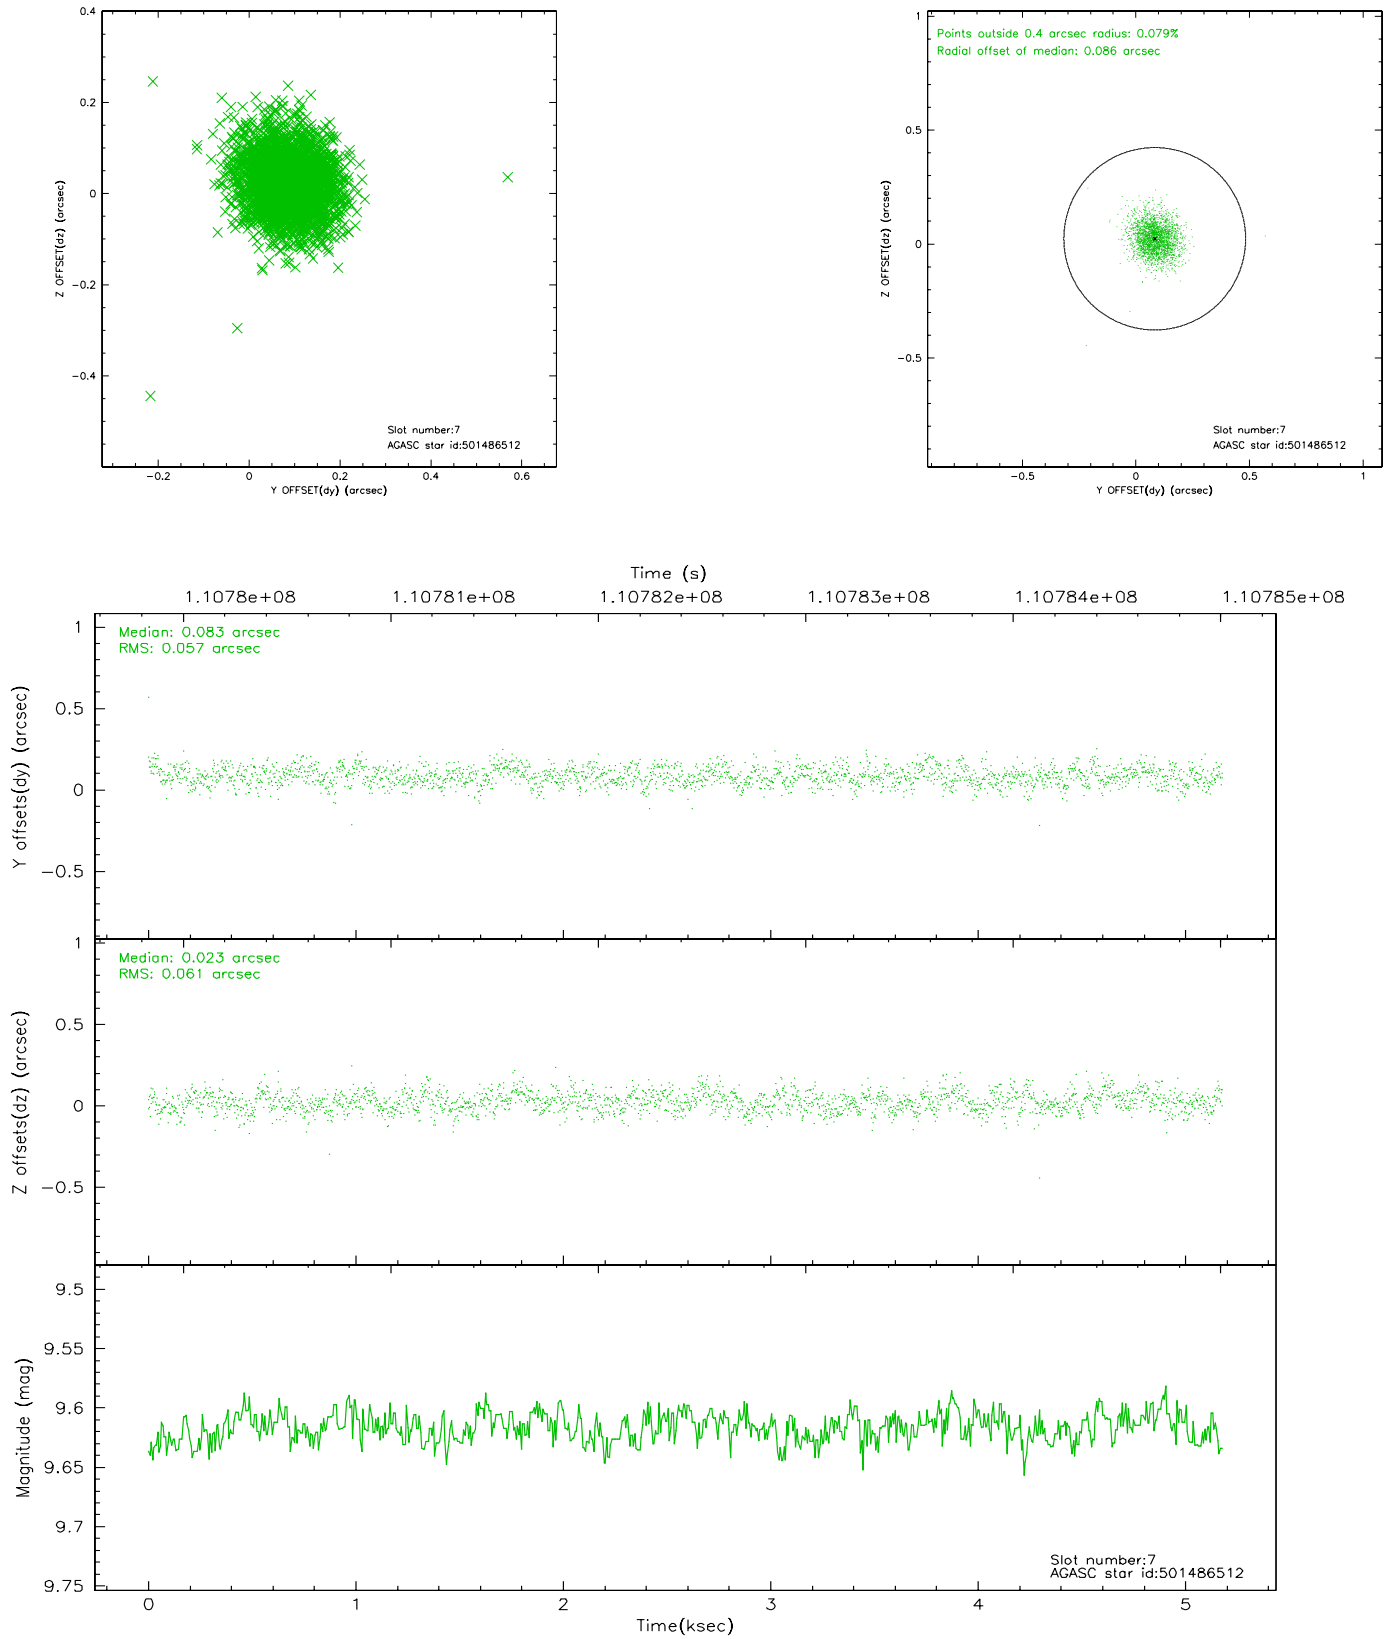 0.4
0.2
0
−0.2
−0.4
Z OFFSET(dz) (arcsec)
−0.2 0 0.2 0.4 0.6
Y OFFSET(dy) (arcsec)
Slot number:7
AGASC star id:501486512
Points outside 0.4 arcsec radius: 0.079%
Radial offset of median: 0.086 arcsec
1
0.5
0
−0.5
Z OFFSET(dz) (arcsec)
−0.5 0 0.5 1
Y OFFSET(dy) (arcsec)
Slot number:7
AGASC star id:501486512
Time (s)
1.1078e+08 1.10781e+08 1.10782e+08 1.10783e+08 1.10784e+08 1.10785e+08
Median: 0.083 arcsec
RMS: 0.057 arcsec
1
0.5
0
−0.5
Y offsets(dy) (arcsec)
Median: 0.023 arcsec
RMS: 0.061 arcsec
1
0.5
0
−0.5
Z offsets(dz) (arcsec)
9.5
9.55
9.6
9.65
9.7
9.75
Magnitude (mag)
Slot number:7
AGASC star id:501486512
0 1 2 3 4 5
Time(ksec)